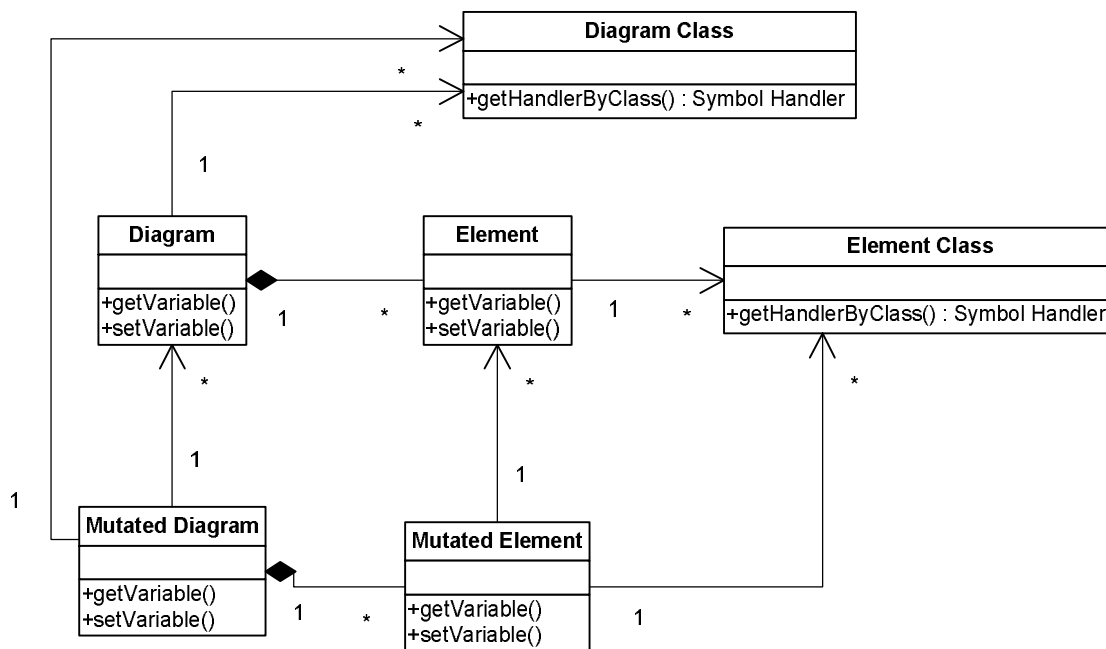 Diagram Class
+getHandlerByClass() : Symbol Handler
*
*
1
Diagram
+getVariable()
+setVariable()
1
*
Element
+getVariable()
+setVariable()
1
*
Element Class
+getHandlerByClass() : Symbol Handler
*
*
*
1
1
1
Mutated Diagram
+getVariable()
+setVariable()
1
*
Mutated Element
+getVariable()
+setVariable()
1